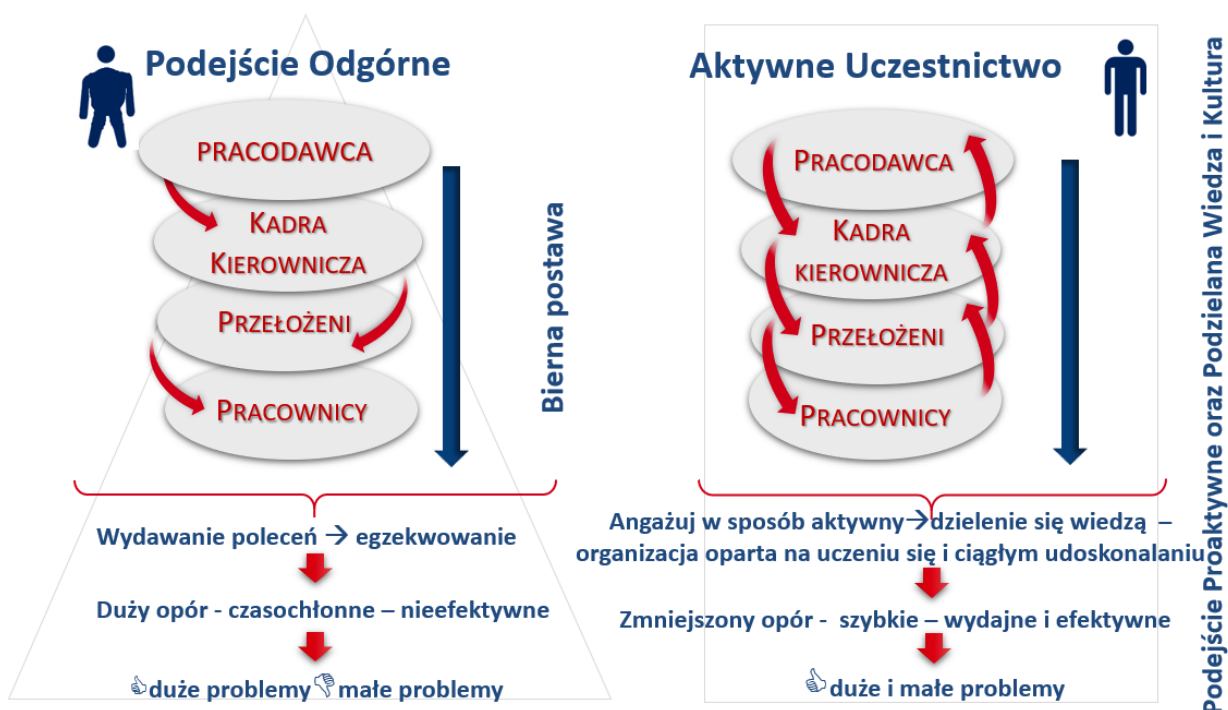 Podejście Odgórne
PRACODAWCA
KADRA
KIEROWNICZA
PRZEŁOŻENI
PRACOWNICY
Bierna postawa
Wydawanie poleceń → egzekwowanie
Duży opór - czasochłonne – nieefektywne
👍duże problemy👎małe problemy
Aktywne Uczestnictwo
PRACODAWCA
KADRA
KIEROWNICZA
PRZEŁOŻENI
PRACOWNICY
Angażuj w sposób aktywny→dzielenie się wiedzą –
organizacja oparta na uczeniu się i ciągłym udoskonalaniu
Zmniejszony opór - szybkie – wydajne i efektywne
👍duże i małe problemy
Podejście Proaktywne oraz Podzielana Wiedza i Kultura